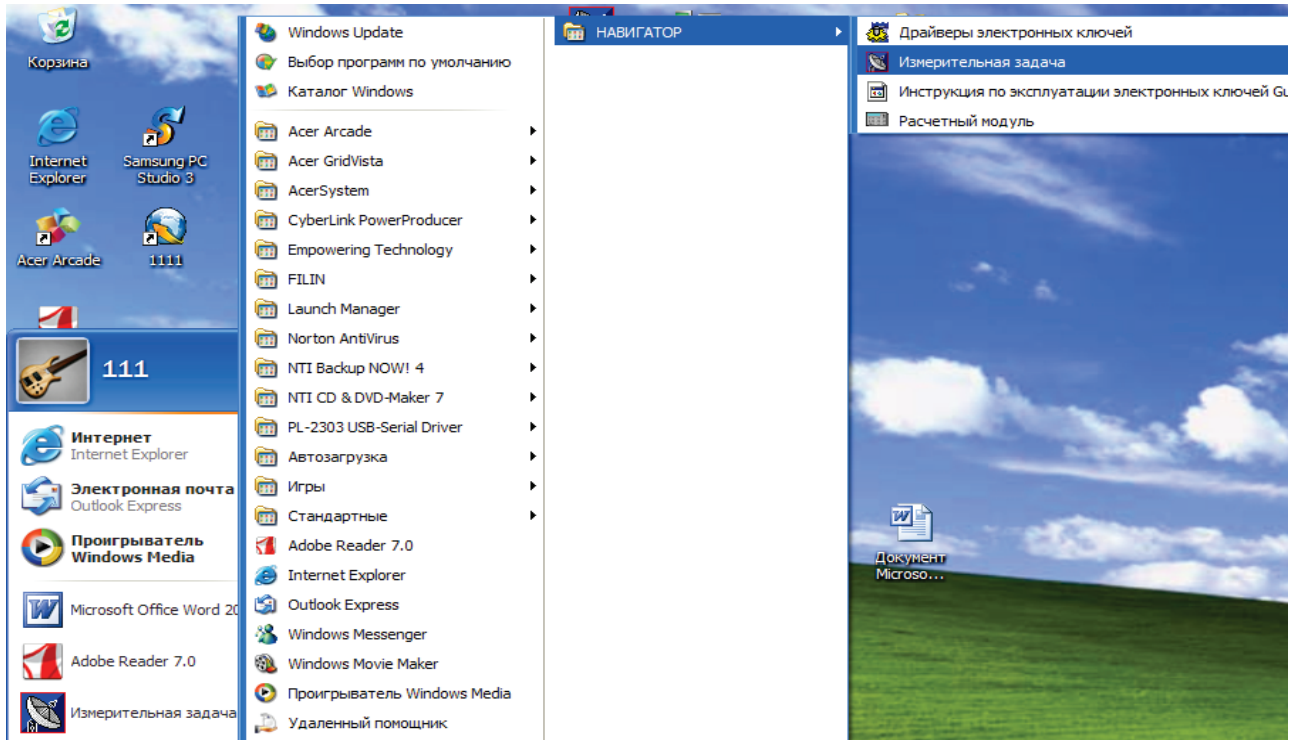 Корзина
Internet
Explorer
Samsung PC
Studio 3
Acer Arcade
1111
111
Интернет
Internet Explorer
Электронная почта
Outlook Express
Проигрыватель
Windows Media
Microsoft Office Word 20
Adobe Reader 7.0
Измерительная задача
Windows Update
Выбор программ по умолчанию
Каталог Windows
Acer Arcade
Acer GridVista
AcerSystem
CyberLink PowerProducer
Empowering Technology
FILIN
Launch Manager
Norton AntiVirus
NTI Backup NOW! 4
NTI CD & DVD-Maker 7
PL-2303 USB-Serial Driver
Автозагрузка
Игры
Стандартные
Adobe Reader 7.0
Internet Explorer
Outlook Express
Windows Messenger
Windows Movie Maker
Проигрыватель Windows Media
Удаленный помощник
НАВИГАТОР
Драйверы электронных ключей
Измерительная задача
Инструкция по эксплуатации электронных ключей Gu
Расчетный модуль
Документ
Microso...